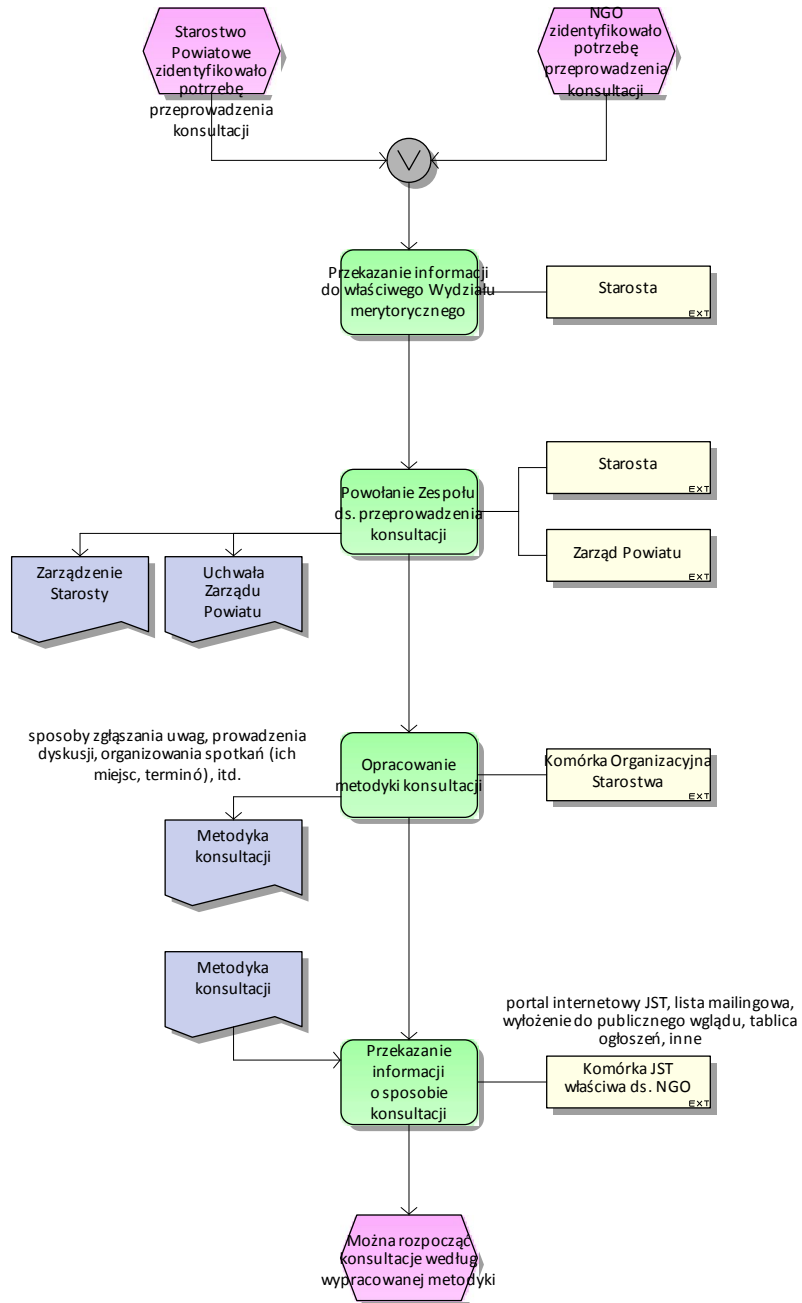 Starostwo
Powiatowe
zidentyfikowało
potrzebę
przeprowadzenia
konsultacji
NGO
zidentyfikowało
potrzebę
przeprowadzenia
konsultacji
Przekazanie informacji
do właściwego Wydziału
merytorycznego
Starosta
EXT
Powołanie Zespołu
ds. przeprowadzenia
konsultacji
Starosta
EXT
Zarząd Powiatu
EXT
Zarządzenie
Starosty
Uchwała
Zarządu
Powiatu
sposoby zgłąszania uwag, prowadzenia
dyskusji, organizowania spotkań (ich
miejsc, terminó), itd.
Opracowanie
metodyki konsultacji
Komórka Organizacyjna
Starostwa
EXT
Metodyka
konsultacji
Metodyka
konsultacji
portal internetowy JST, lista mailingowa,
wyłożenie do publicznego wglądu, tablica
ogłoszeń, inne
Przekazanie
informacji
o sposobie
konsultacji
Komórka JST
właściwa ds. NGO
EXT
Można rozpocząć
konsultacje według
wypracowanej metodyki